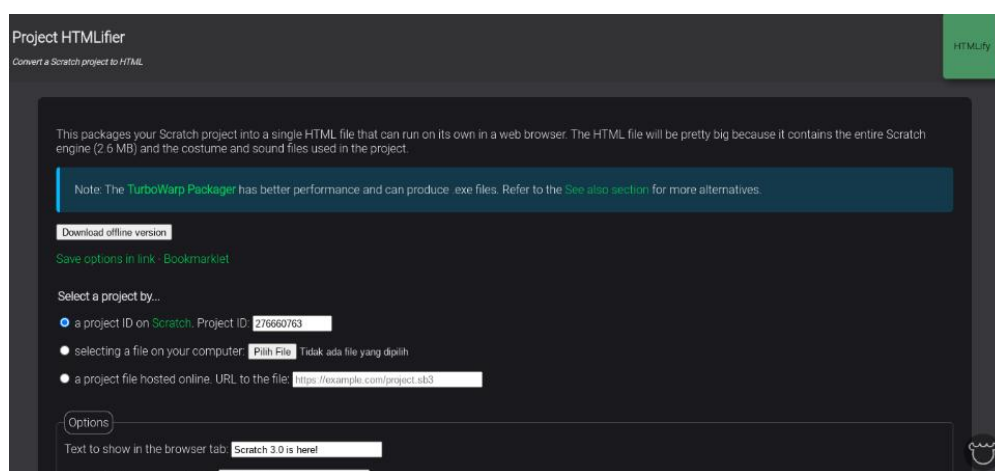 Project HTMLifier
Convert a Scratch project to HTML
HTMLify
This packages your Scratch project into a single HTML file that can run on its own in a web browser. The HTML file will be pretty big because it contains the entire Scratch
engine (2.6 MB) and the costume and sound files used in the project.
Note: The TurboWarp Packager has better performance and can produce .exe files. Refer to the See also section for more alternatives.
Download offline version
Save options in link - Bookmarklet
Select a project by...
a project ID on Scratch. Project ID: 276660763
selecting a file on your computer: Pilih File Tidak ada file yang dipilih
a project file hosted online. URL to the file: https://example.com/project.sb3
Options
Text to show in the browser tab: Scratch 3.0 is here!